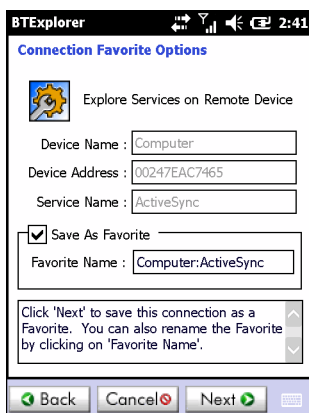 BTExplorer 2:41
Connection Favorite Options
Explore Services on Remote Device
Device Name : Computer
Device Address : 00247EAC7465
Service Name : ActiveSync
Save As Favorite
Favorite Name : Computer:ActiveSync
Click 'Next' to save this connection as a
Favorite. You can also rename the Favorite
by clicking on 'Favorite Name'.
Back Cancel Next